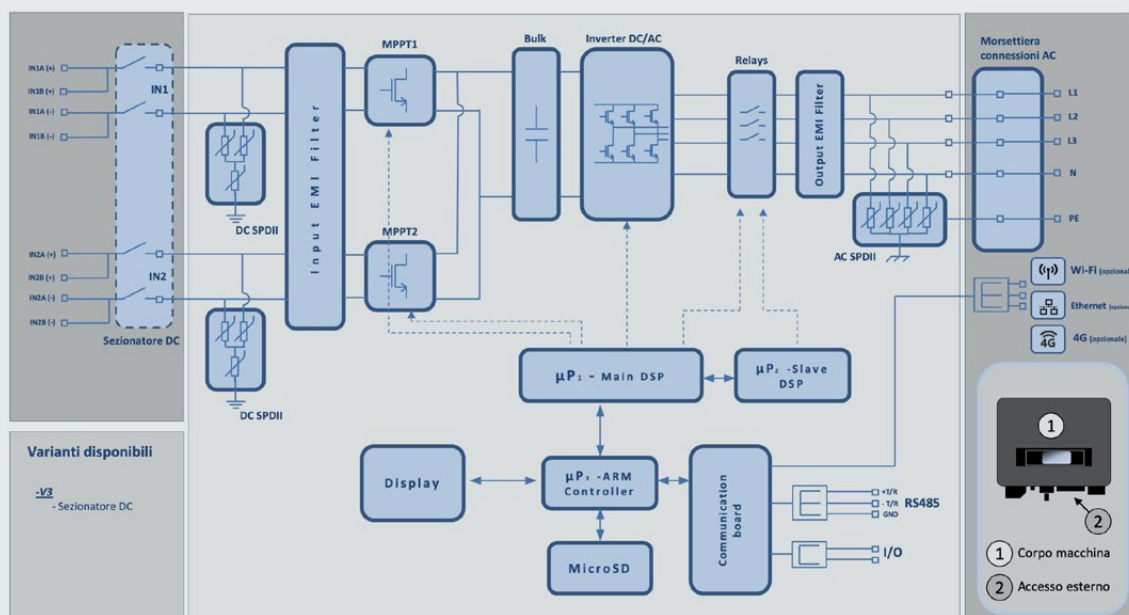 IN1A (+)
IN1B (+)
IN1A (-)
IN1B (-)
IN1
IN2A (+)
IN2B (+)
IN2A (-)
IN2B (-)
IN2
Sezionatore DC
DC SPDII
DC SPDII
Input EMI Filter
MPPT1
MPPT2
Bulk
Inverter DC/AC
Relays
Output EMI Filter
AC SPDII
Morsettiera
connessioni AC
L1
L2
L3
N
PE
Wi-Fi (opzional
Ethernet
4G
4G (opzionale)
µP1 - Main DSP
-Slave
DSP
-ARM
Controller
Display
MicroSD
Communication
board
+T/R
- T/R
GND
RS485
I/O
Varianti disponibili
-V3
- Sezionatore DC
1
2
1 Corpo macchina
2 Accesso esterno